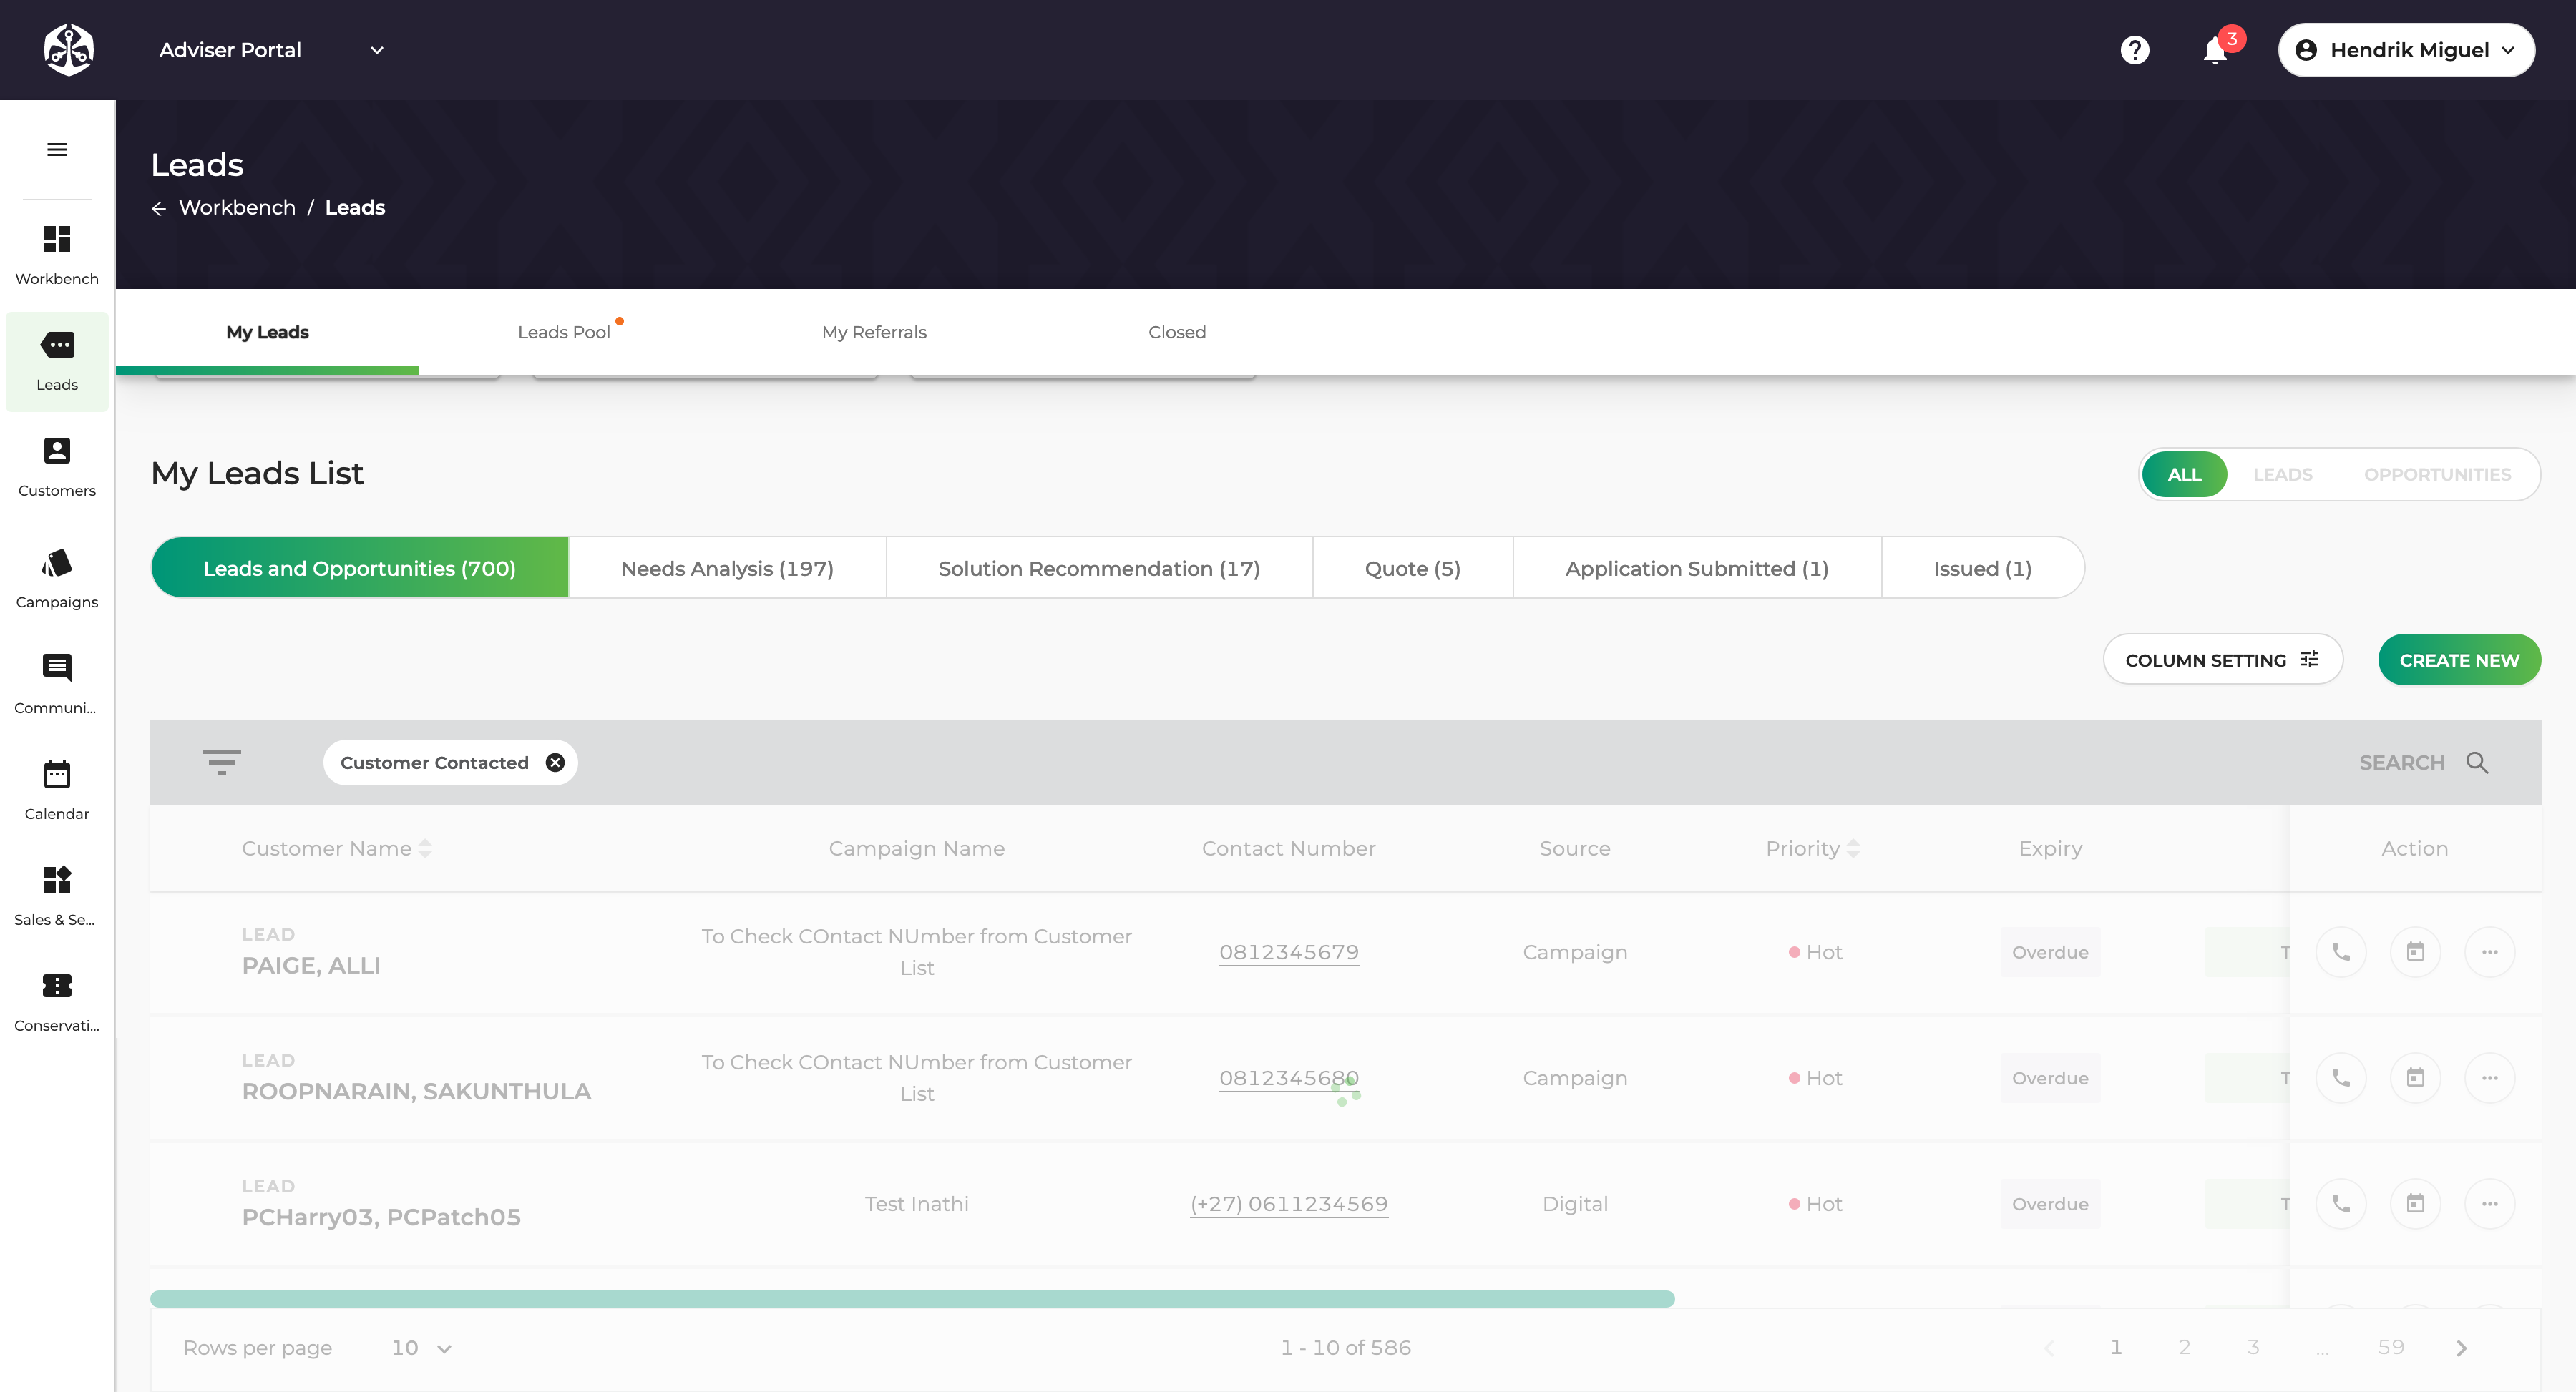 Adviser Portal
3
Hendrik Miguel
Leads
Workbench / Leads
Workbench
Leads
Customers
Campaigns
Communi...
Calendar
Sales & Se...
Conservati...
My Leads
Leads Pool
My Referrals
Closed
My Leads List
ALL
LEADS
OPPORTUNITIES
Leads and Opportunities (700)
Needs Analysis (197)
Solution Recommendation (17)
Quote (5)
Application Submitted (1)
Issued (1)
COLUMN SETTING
CREATE NEW
Customer Contacted
SEARCH
Customer Name
Campaign Name
Contact Number
Source
Priority
Expiry
Action
LEAD
PAIGE, ALLI
To Check COntact NUmber from Customer
List
0812345679
Campaign
Hot
Overdue
T
LEAD
ROOPNARAIN, SAKUNTHULA
To Check COntact NUmber from Customer
List
0812345680
Campaign
Hot
Overdue
T
LEAD
PCHarry03, PCPatch05
Test Inathi
(+27) 0611234569
Digital
Hot
Overdue
T
Rows per page
10
1 - 10 of 586
1
2
3
...
59